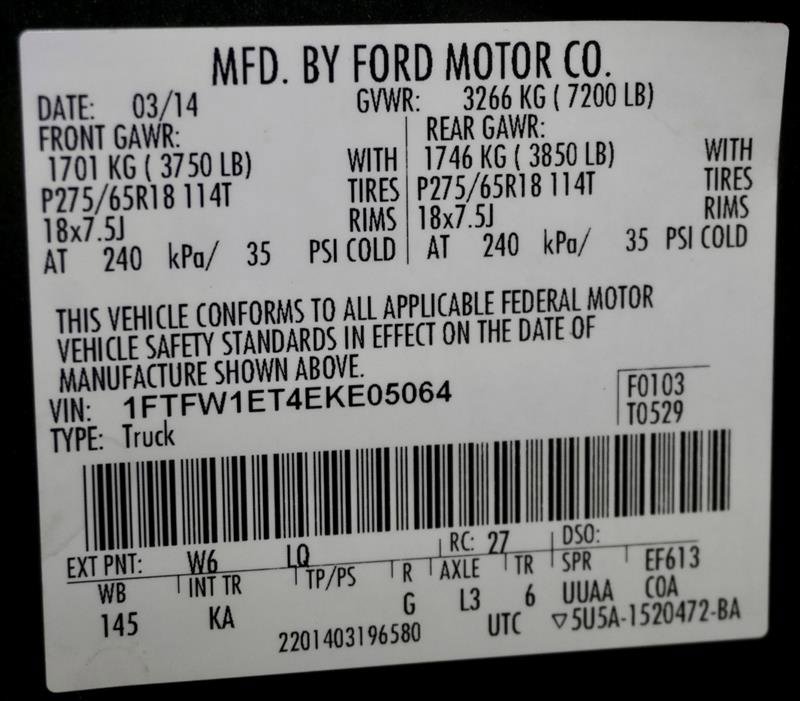 MFD. BY FORD MOTOR CO.
DATE: 03/14 GVWR: 3266 KG ( 7200 LB)
FRONT GAWR: REAR GAWR:
1701 KG ( 3750 LB) WITH 1746 KG ( 3850 LB) WITH
P275/65R18 114T TIRES P275/65R18 114T TIRES
18x7.5J RIMS 18x7.5J RIMS
AT 240 kPa/ 35 PSI COLD AT 240 kPa/ 35 PSI COLD
THIS VEHICLE CONFORMS TO ALL APPLICABLE FEDERAL MOTOR
VEHICLE SAFETY STANDARDS IN EFFECT ON THE DATE OF
MANUFACTURE SHOWN ABOVE.
VIN: 1FTFW1ET4EKE05064 F0103
TYPE: Truck T0529
EXT PNT: W6 LQ RC: 27 DSO:
WB INT TR TP/PS R AXLE TR SPR EF613
145 KA G L3 6 UUAA COA
2201403196580 UTC ▽5U5A-1520472-BA